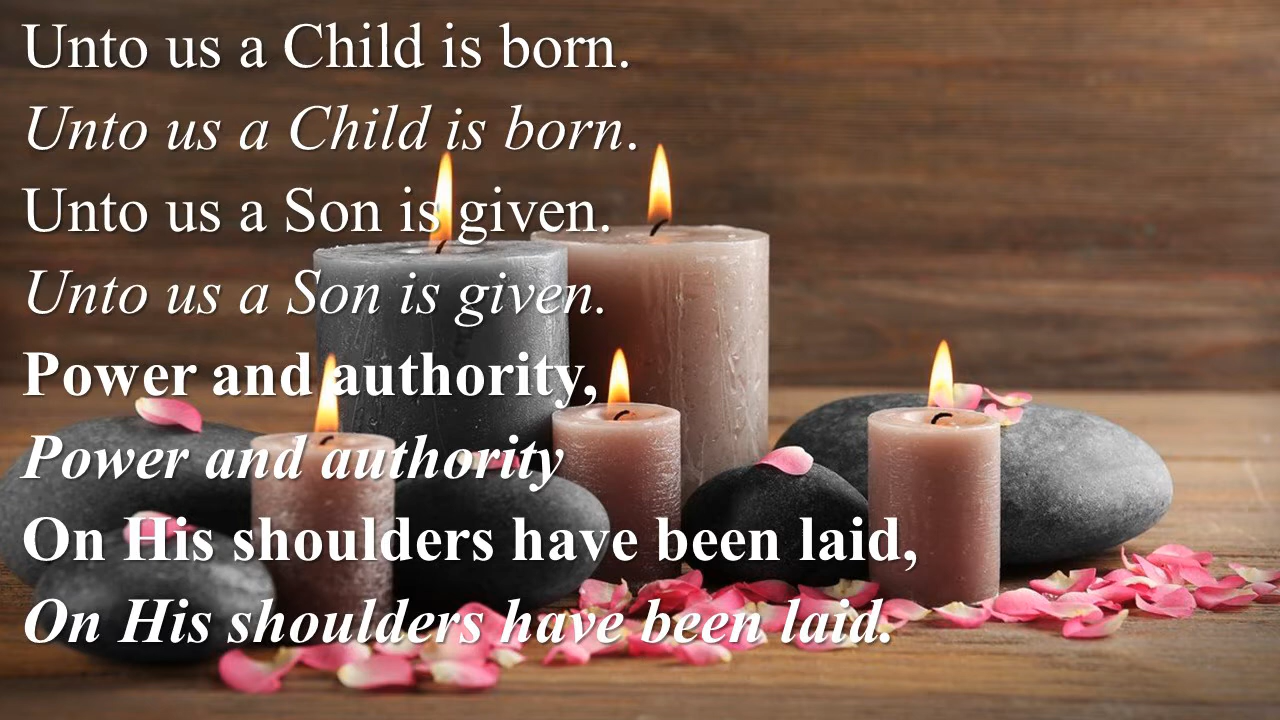 Unto us a Child is born.
Unto us a Child is born.
Unto us a Son is given.
Unto us a Son is given.
Power and authority,
Power and authority
On His shoulders have been laid,
On His shoulders have been laid.